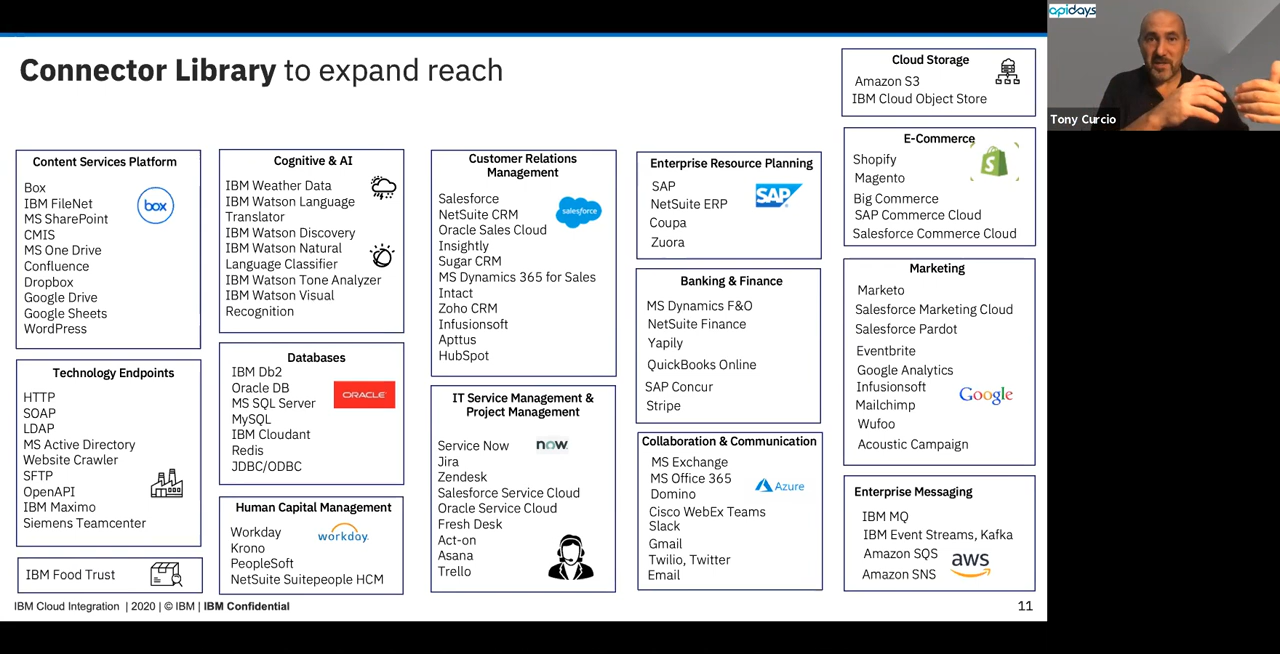 apidays
Tony Curcio
Connector Library to expand reach
Content Services Platform
Box
IBM FileNet
MS SharePoint
CMIS
MS One Drive
Confluence
Dropbox
Google Drive
Google Sheets
WordPress
box
Technology Endpoints
HTTP
SOAP
LDAP
MS Active Directory
Website Crawler
SFTP
OpenAPI
IBM Maximo
Siemens Teamcenter
IBM Food Trust
Cognitive & AI
IBM Weather Data
IBM Watson Language
Translator
IBM Watson Discovery
IBM Watson Natural
Language Classifier
IBM Watson Tone Analyzer
IBM Watson Visual
Recognition
Databases
IBM Db2
Oracle DB
MS SQL Server
MySQL
IBM Cloudant
Redis
JDBC/ODBC
ORACLE
Human Capital Management
Workday
Krono
PeopleSoft
NetSuite Suitepeople HCM
workday.
Customer Relations
Management
Salesforce
NetSuite CRM
Oracle Sales Cloud
Insightly
Sugar CRM
MS Dynamics 365 for Sales
Intact
Zoho CRM
Infusionsoft
Apttus
HubSpot
salesforce
IT Service Management &
Project Management
Service Now
Jira
Zendesk
Salesforce Service Cloud
Oracle Service Cloud
Fresh Desk
Act-on
Asana
Trello
now
Enterprise Resource Planning
SAP
NetSuite ERP
Coupa
Zuora
SAP
Banking & Finance
MS Dynamics F&O
NetSuite Finance
Yapily
QuickBooks Online
SAP Concur
Stripe
Collaboration & Communication
MS Exchange
MS Office 365
Domino
Cisco WebEx Teams
Slack
Gmail
Twilio, Twitter
Email
Azure
Cloud Storage
Amazon S3
IBM Cloud Object Store
E-Commerce
Shopify
Magento
Big Commerce
SAP Commerce Cloud
Salesforce Commerce Cloud
S
Marketing
Marketo
Salesforce Marketing Cloud
Salesforce Pardot
Eventbrite
Google Analytics
Infusionsoft
Mailchimp
Wufoo
Acoustic Campaign
Google
Enterprise Messaging
IBM MQ
IBM Event Streams, Kafka
Amazon SQS
Amazon SNS
aws
IBM Cloud Integration | 2020 | © IBM | IBM Confidential
11